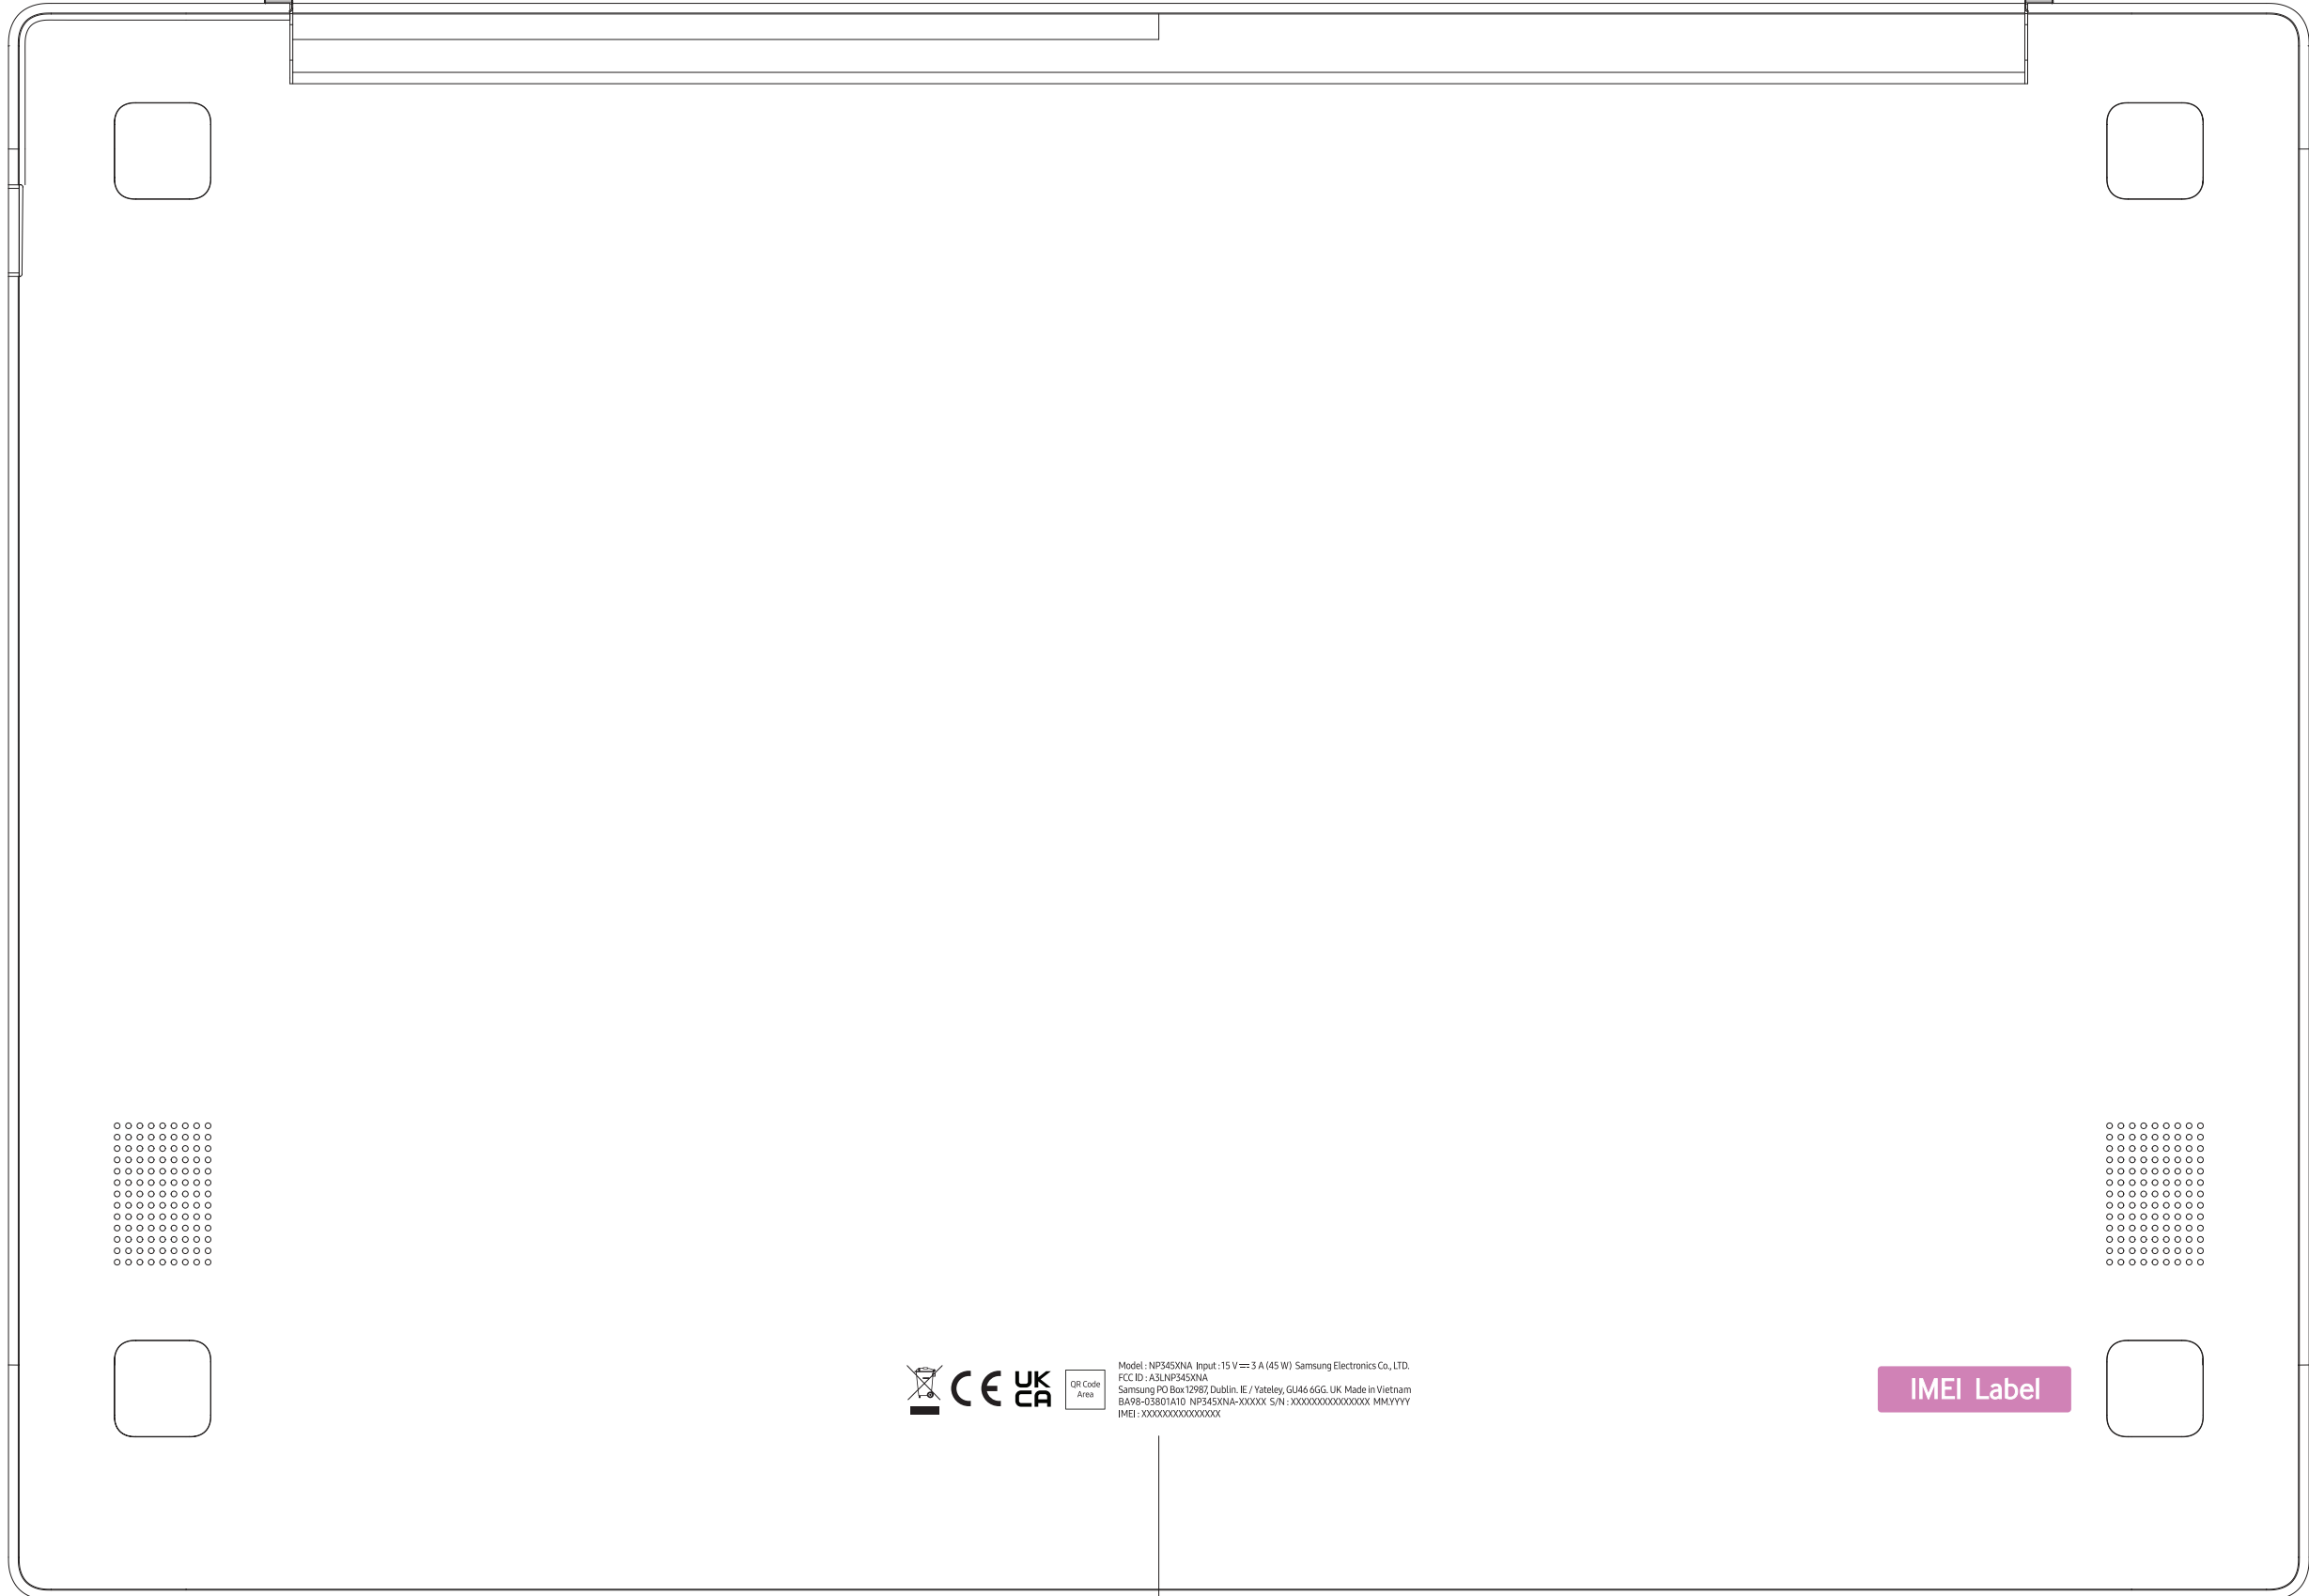 CE
UK
CA
QR Code
Area
Model : NP345XNA Input : 15 V ⎓ 3 A (45 W) Samsung Electronics Co., LTD.
FCC ID : A3LNP345XNA
Samsung PO Box 12987, Dublin. IE / Yateley, GU46 6GG. UK Made in Vietnam
BA98-03801A10 NP345XNA-XXXXX S/N : XXXXXXXXXXXXXXX MM.YYYY
IMEI : XXXXXXXXXXXXXXX
IMEI Label